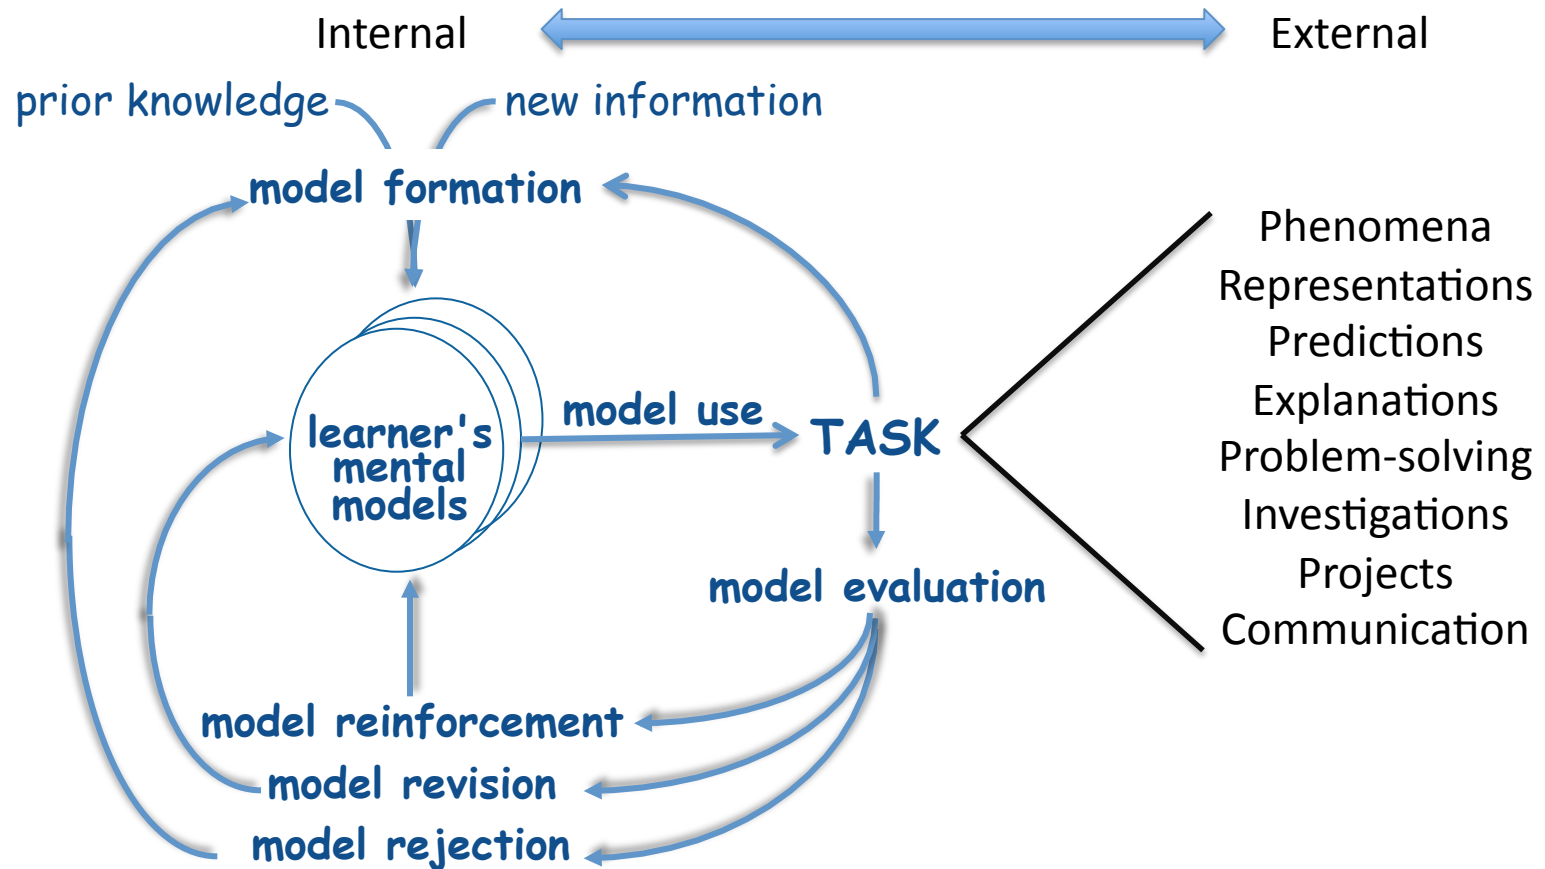 Internal
External
prior knowledge
new information
model formation
learner's
mental
models
model use
TASK
model evaluation
model reinforcement
model revision
model rejection
Phenomena
Representations
Predictions
Explanations
Problem-solving
Investigations
Projects
Communication